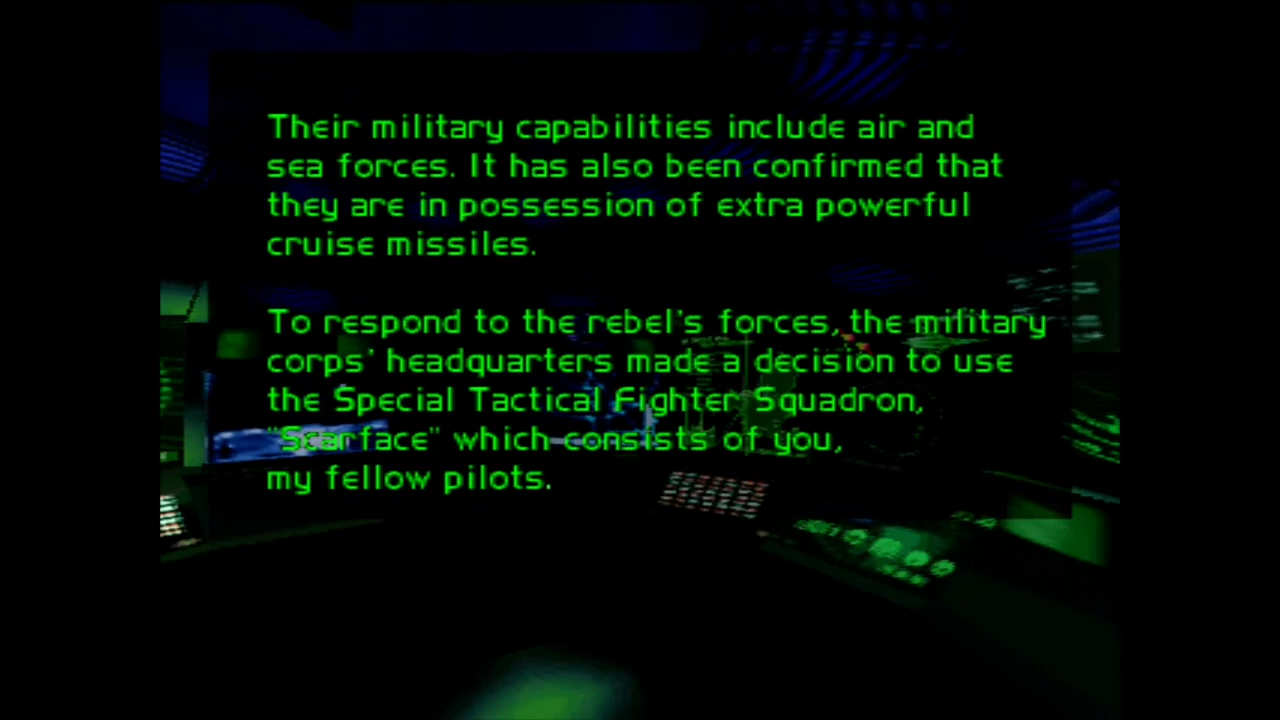 Their military capabilities include air and
sea forces. It has also been confirmed that
they are in possession of extra powerful
cruise missiles.
To respond to the rebel's forces, the military
corps' headquarters made a decision to use
the Special Tactical Fighter Squadron,
"Scarface" which consists of you,
my fellow pilots.